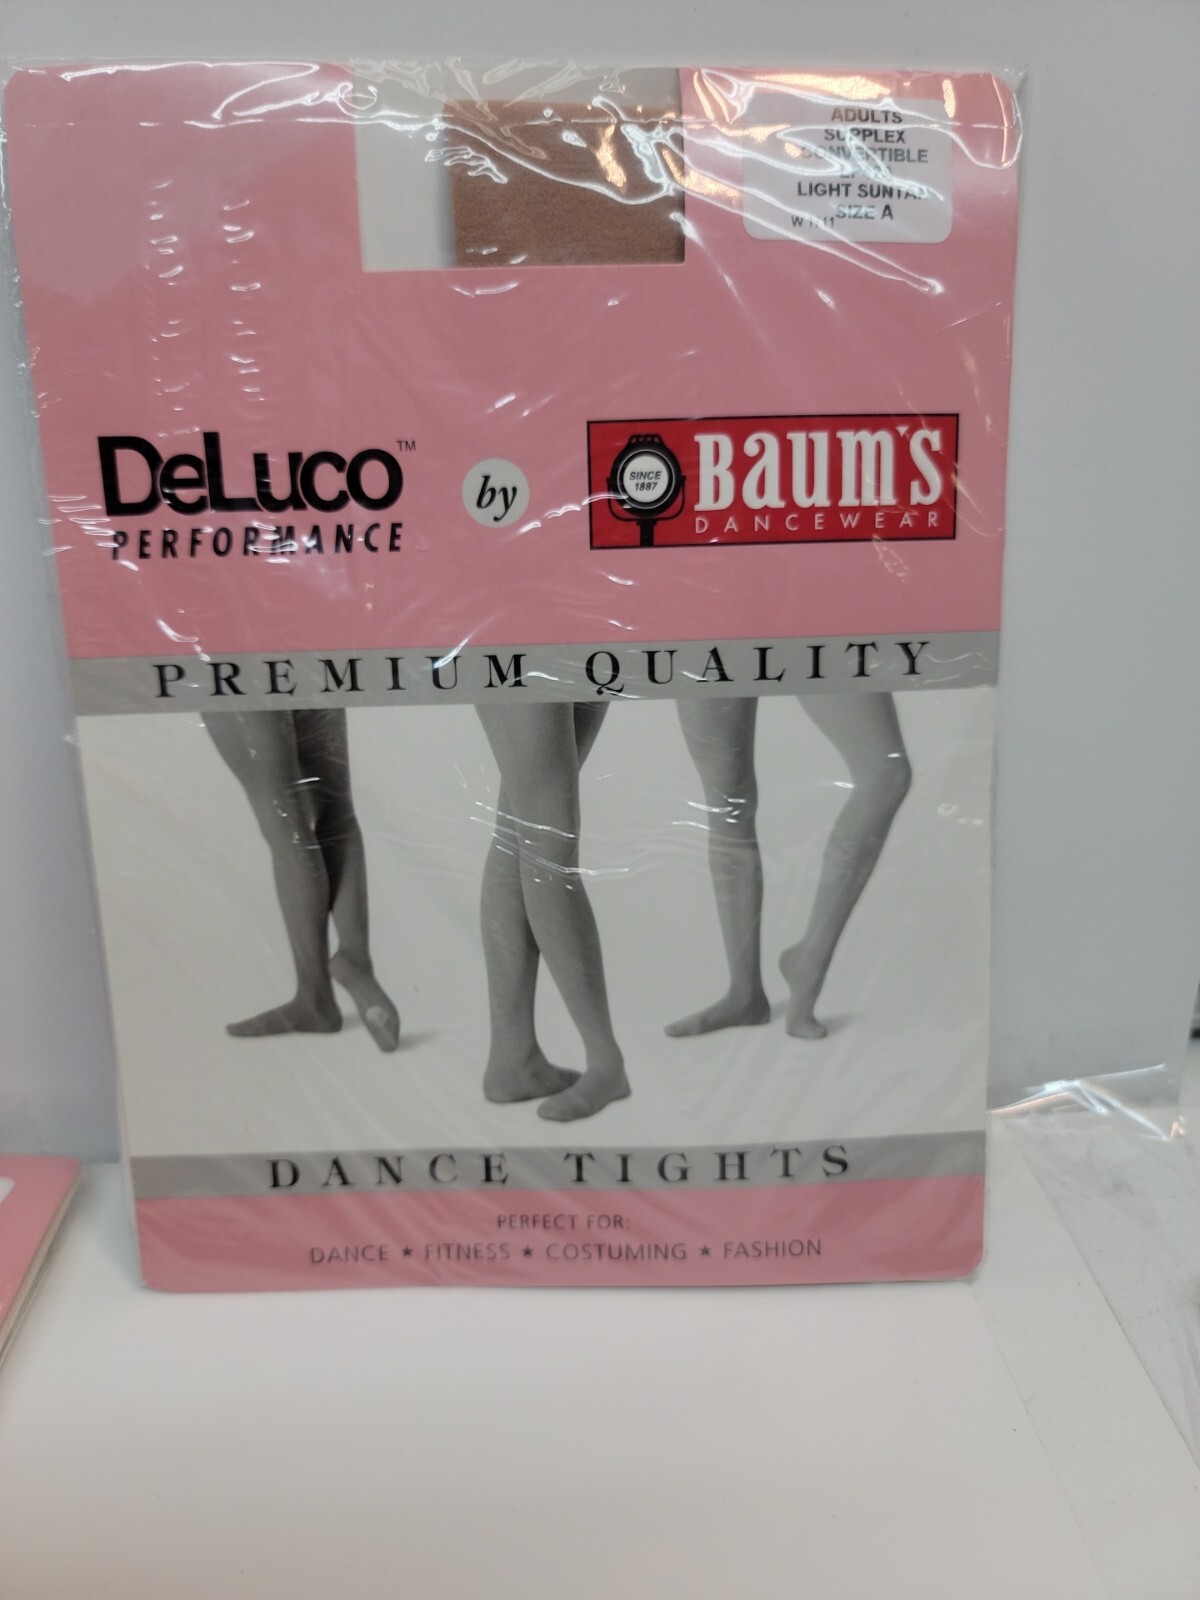 ADULTS
SUPPLEX
CONVERTIBLE
LIGHT SUNTAN
SIZE A
DeLuco™
PERFORMANCE
by
SINCE
1887
Baum's
DANCEWEAR
PREMIUM QUALITY
DANCE TIGHTS
PERFECT FOR:
DANCE ★ FITNESS ★ COSTUMING ★ FASHION